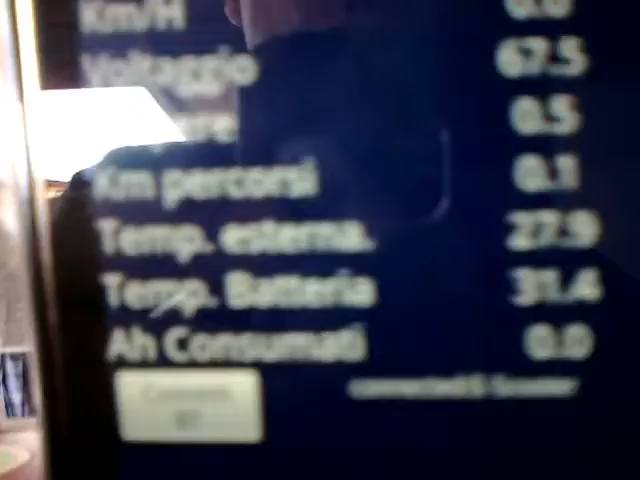 Km/H 0.0
Voltaggio 67.5
0.5
Km percorsi 0.1
Temp. esterna. 27.9
Temp. Batteria 31.4
Ah Consumati 0.0